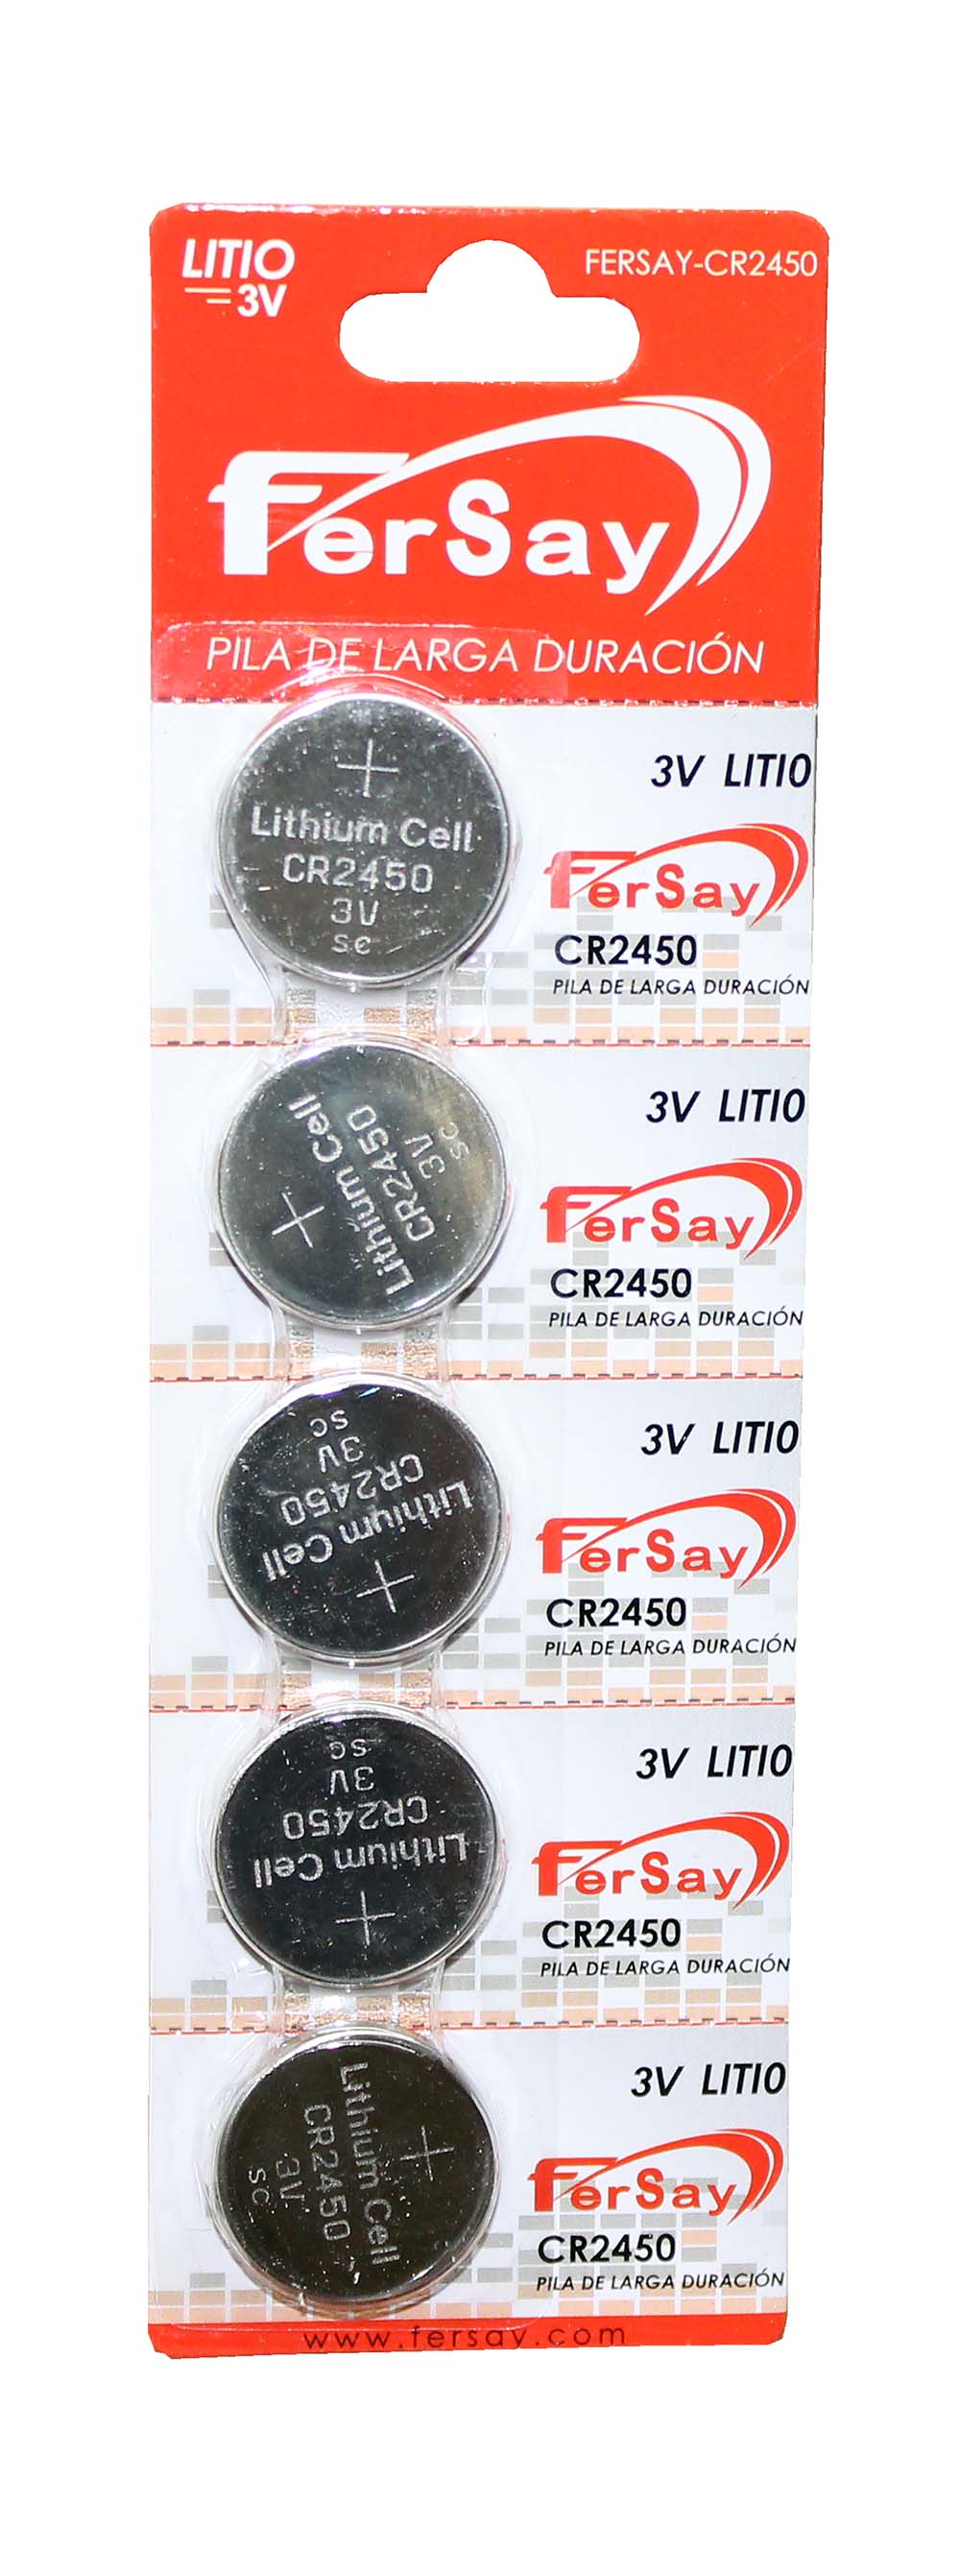 LITIO
3V
FERSAY-CR2450
FerSay
PILA DE LARGA DURACIÓN
Lithium Cell
CR2450
3V
sc
3V LITIO
FerSay
CR2450
PILA DE LARGA DURACIÓN
Lithium Cell
CR2450
3V
sc
3V LITIO
FerSay
CR2450
PILA DE LARGA DURACIÓN
Lithium Cell
CR2450
3V
sc
3V LITIO
FerSay
CR2450
PILA DE LARGA DURACIÓN
Lithium Cell
CR2450
3V
sc
3V LITIO
FerSay
CR2450
PILA DE LARGA DURACIÓN
Lithium Cell
CR2450
3V
sc
3V LITIO
FerSay
CR2450
PILA DE LARGA DURACIÓN
www.fersay.com